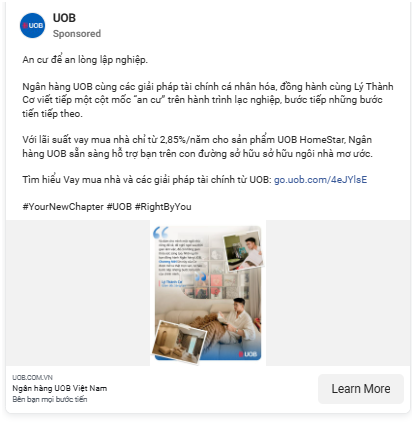 UOB
UOB
Sponsored
An cư để an lòng lập nghiệp.
Ngân hàng UOB cùng các giải pháp tài chính cá nhân hóa, đồng hành cùng Lý Thành
Cơ viết tiếp một cột mốc “an cư” trên hành trình lạc nghiệp, bước tiếp những bước
tiến tiếp theo.
Với lãi suất vay mua nhà chỉ từ 2,85%/năm cho sản phẩm UOB HomeStar, Ngân
hàng UOB sẵn sàng hỗ trợ bạn trên con đường sở hữu sở hữu ngôi nhà mơ ước.
Tìm hiểu Vay mua nhà và các giải pháp tài chính từ UOB: go.uob.com/4eJYlsE
#YourNewChapter #UOB #RightByYou
Lý Thành Cơ
UOB
UOB.COM.VN
Ngân hàng UOB Việt Nam
Bên bạn mọi bước tiến
Learn More